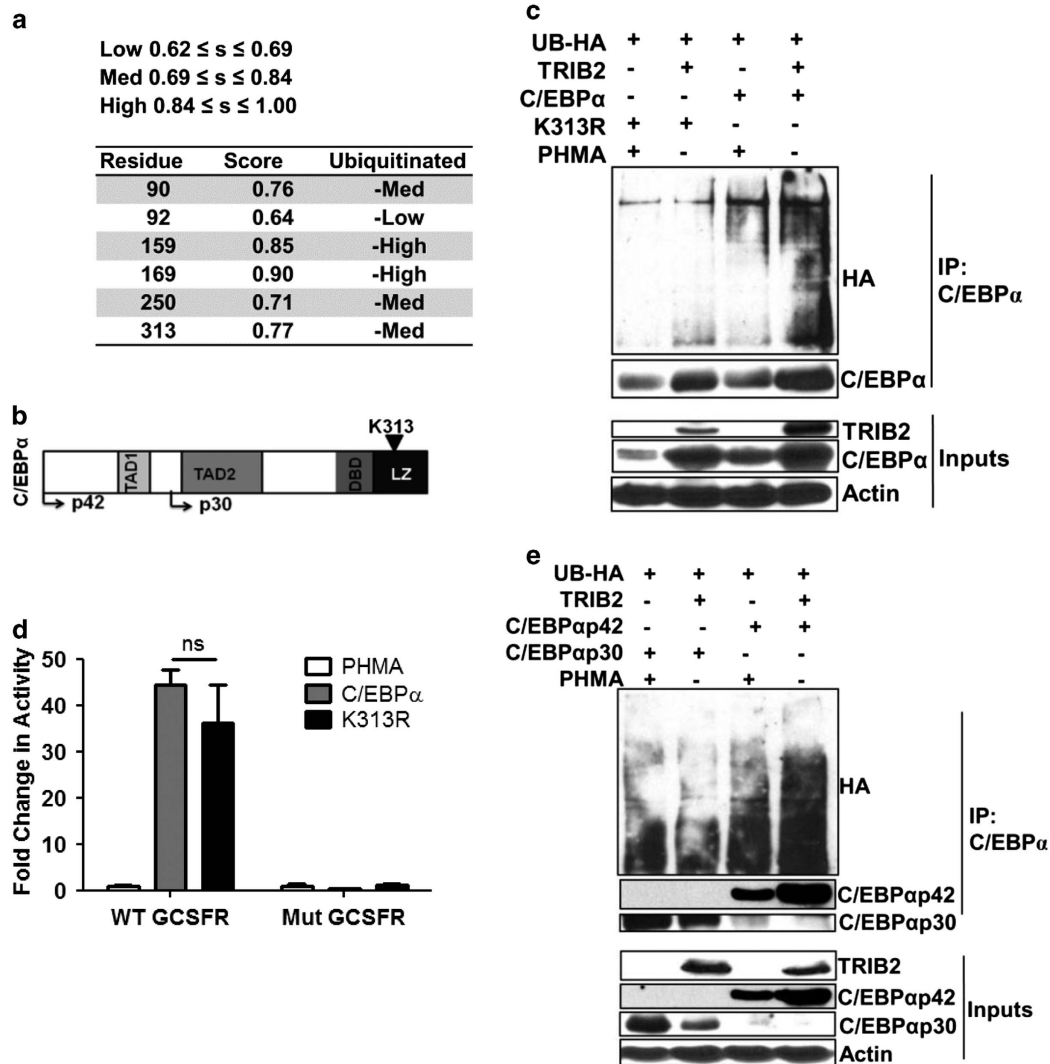 a
Low 0.62 ≤ s ≤ 0.69
Med 0.69 ≤ s ≤ 0.84
High 0.84 ≤ s ≤ 1.00
Residue Score Ubiquitinated
90 0.76 -Med
92 0.64 -Low
159 0.85 -High
169 0.90 -High
250 0.71 -Med
313 0.77 -Med
b
K313
C/EBPα
TAD1
TAD2
DBD
LZ
p42
p30
c
UB-HA + + + +
TRIB2 - + - +
C/EBPα - - + +
K313R + + - -
PHMA + - + -
HA
IP:
C/EBPα
C/EBPα
TRIB2
C/EBPα
Actin
Inputs
d
Fold Change in Activity
50
40
30
20
10
0
ns
PHMA
C/EBPα
K313R
WT GCSFR Mut GCSFR
e
UB-HA + + + +
TRIB2 - + - +
C/EBPαp42 - - + +
C/EBPαp30 + + - -
PHMA + - + -
HA
IP:
C/EBPα
C/EBPαp42
C/EBPαp30
TRIB2
C/EBPαp42
C/EBPαp30
Actin
Inputs